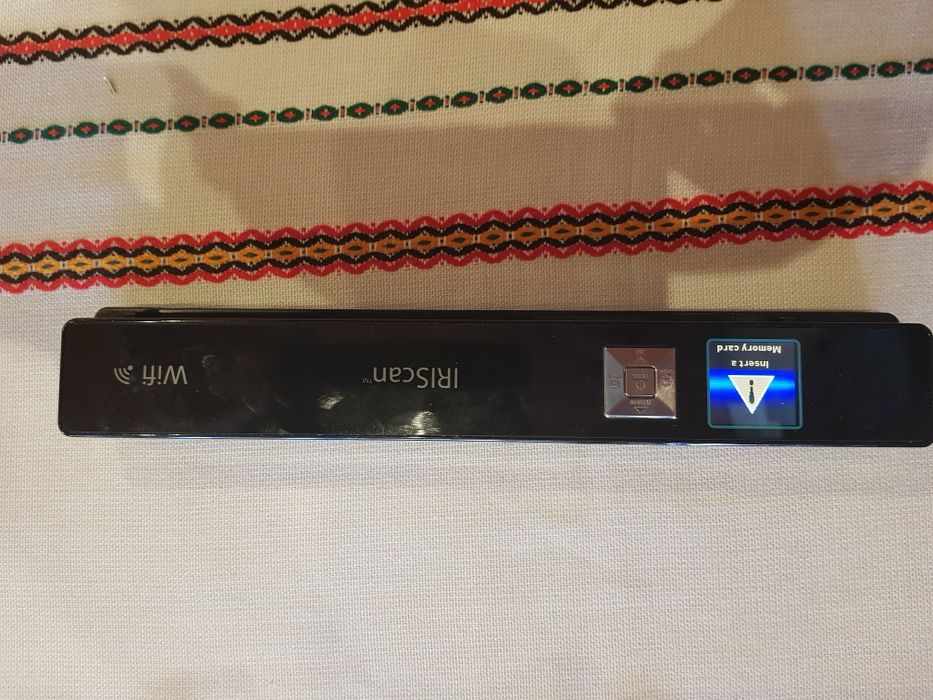 Insert a
Memory card
IRIScan™
Wifi